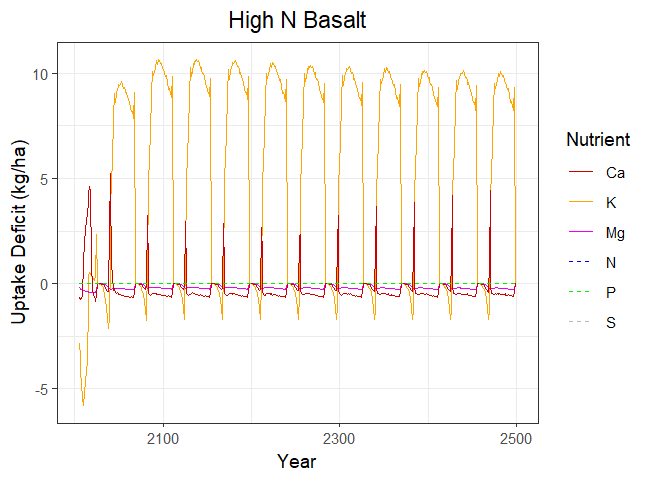 High N Basalt
10
5
0
-5
Uptake Deficit (kg/ha)
2100
2300
2500
Year
Nutrient
Ca
K
Mg
N
P
S